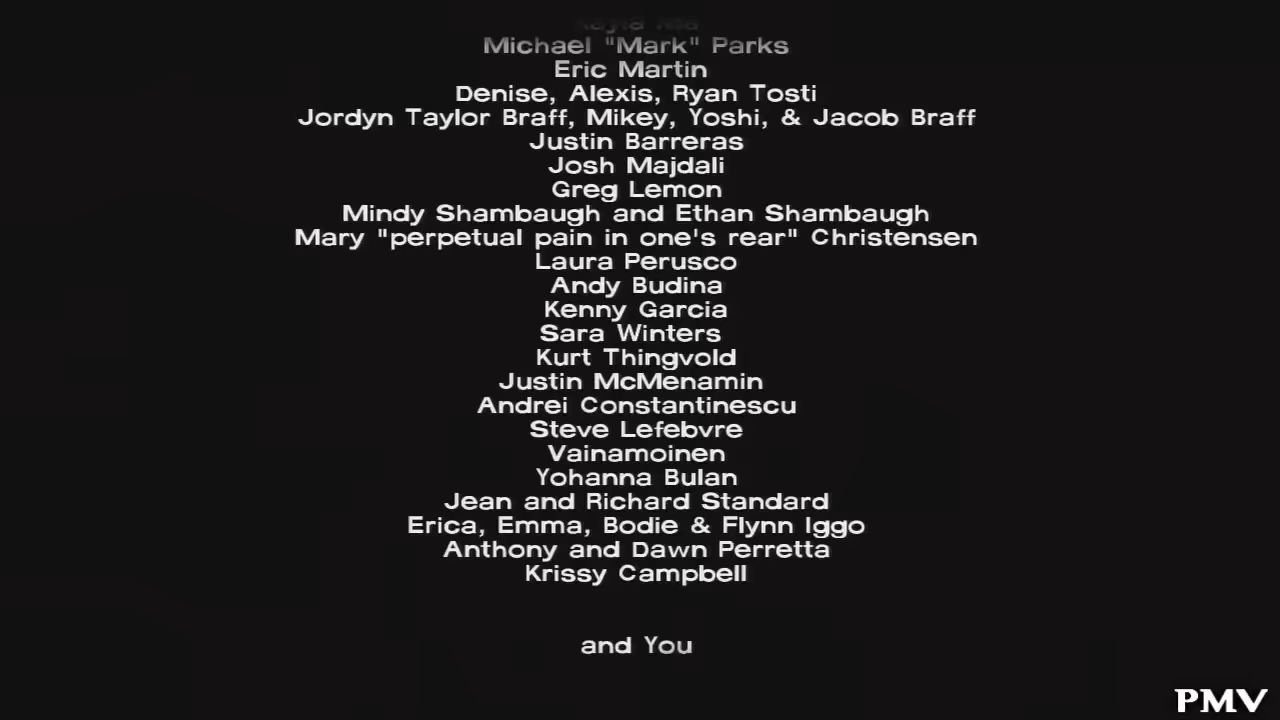 Michael "Mark" Parks
Eric Martin
Denise, Alexis, Ryan Tosti
Jordyn Taylor Braff, Mikey, Yoshi, & Jacob Braff
Justin Barreras
Josh Majdali
Greg Lemon
Mindy Shambaugh and Ethan Shambaugh
Mary "perpetual pain in one's rear" Christensen
Laura Perusco
Andy Budina
Kenny Garcia
Sara Winters
Kurt Thingvold
Justin McMenamin
Andrei Constantinescu
Steve Lefebvre
Vainamoinen
Yohanna Bulan
Jean and Richard Standard
Erica, Emma, Bodie & Flynn Iggo
Anthony and Dawn Perretta
Krissy Campbell
and You
PMV